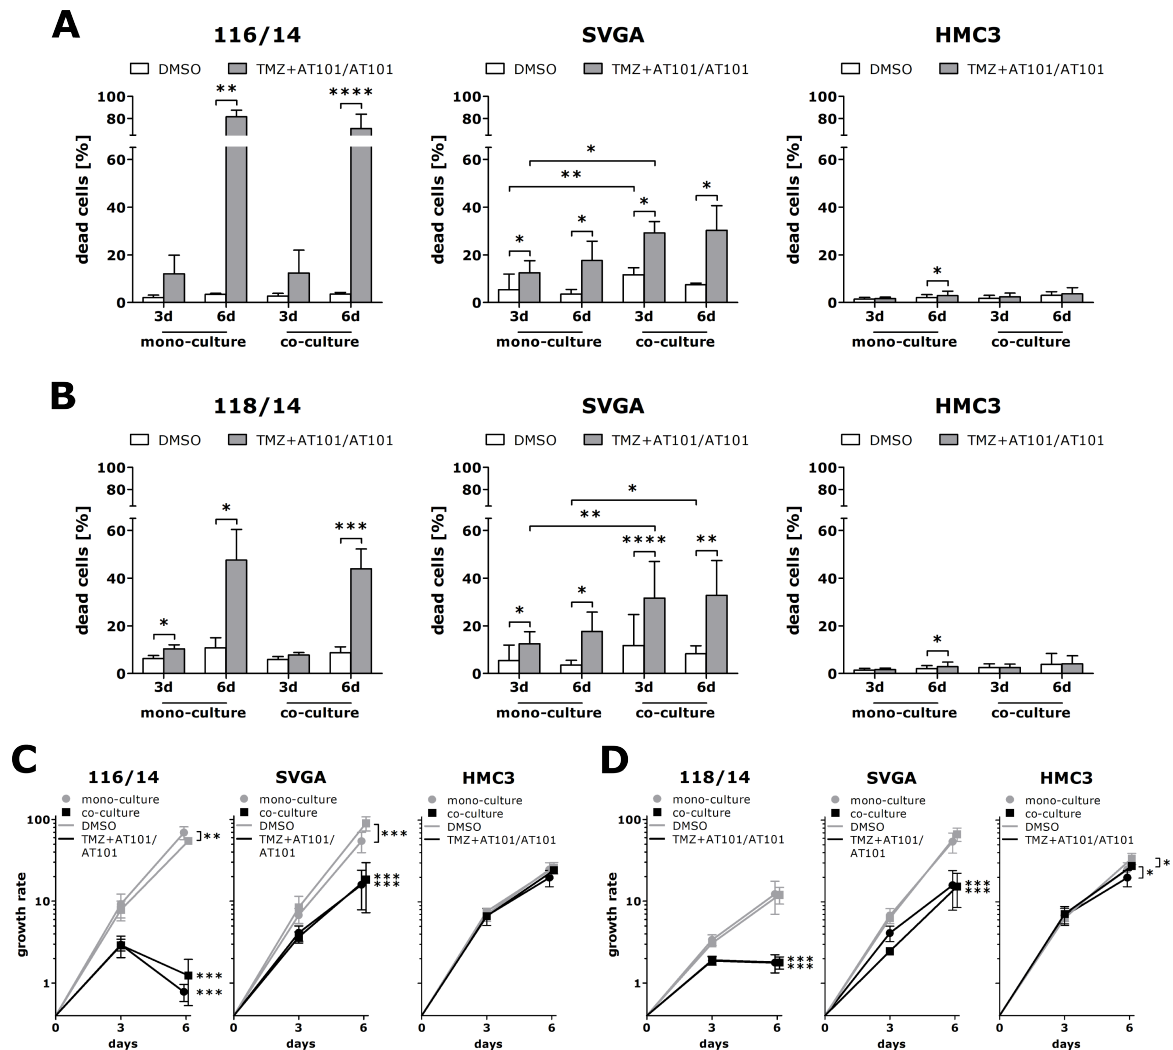 A
116/14 SVGA HMC3
DMSO TMZ+AT101/AT101 DMSO TMZ+AT101/AT101 DMSO TMZ+AT101/AT101
dead cells [%] 100 80 60 40 20 0 ** ****
3d 6d 3d 6d
mono-culture co-culture
dead cells [%] 100 80 60 40 20 0 * ** * * * *
3d 6d 3d 6d
mono-culture co-culture
dead cells [%] 100 80 60 40 20 0 *
3d 6d 3d 6d
mono-culture co-culture
B
118/14 SVGA HMC3
DMSO TMZ+AT101/AT101 DMSO TMZ+AT101/AT101 DMSO TMZ+AT101/AT101
dead cells [%] 100 80 60 40 20 0 * * ***
3d 6d 3d 6d
mono-culture co-culture
dead cells [%] 100 80 60 40 20 0 * ** * * **** **
3d 6d 3d 6d
mono-culture co-culture
dead cells [%] 100 80 60 40 20 0 *
3d 6d 3d 6d
mono-culture co-culture
C
116/14
mono-culture
co-culture
DMSO
TMZ+AT101/
AT101
growth rate 100 10 1
**
***
***
0 3 6
days
SVGA
mono-culture
co-culture
DMSO
TMZ+AT101/
AT101
***
***
***
0 3 6
days
HMC3
mono-culture
co-culture
DMSO
TMZ+AT101/AT101
0 3 6
days
D
118/14
mono-culture
co-culture
DMSO
TMZ+AT101/AT101
growth rate 100 10 1
***
***
0 3 6
days
SVGA
mono-culture
co-culture
DMSO
TMZ+AT101/
AT101
***
***
0 3 6
days
HMC3
mono-culture
co-culture
DMSO
TMZ+AT101/AT101
*
*
0 3 6
days